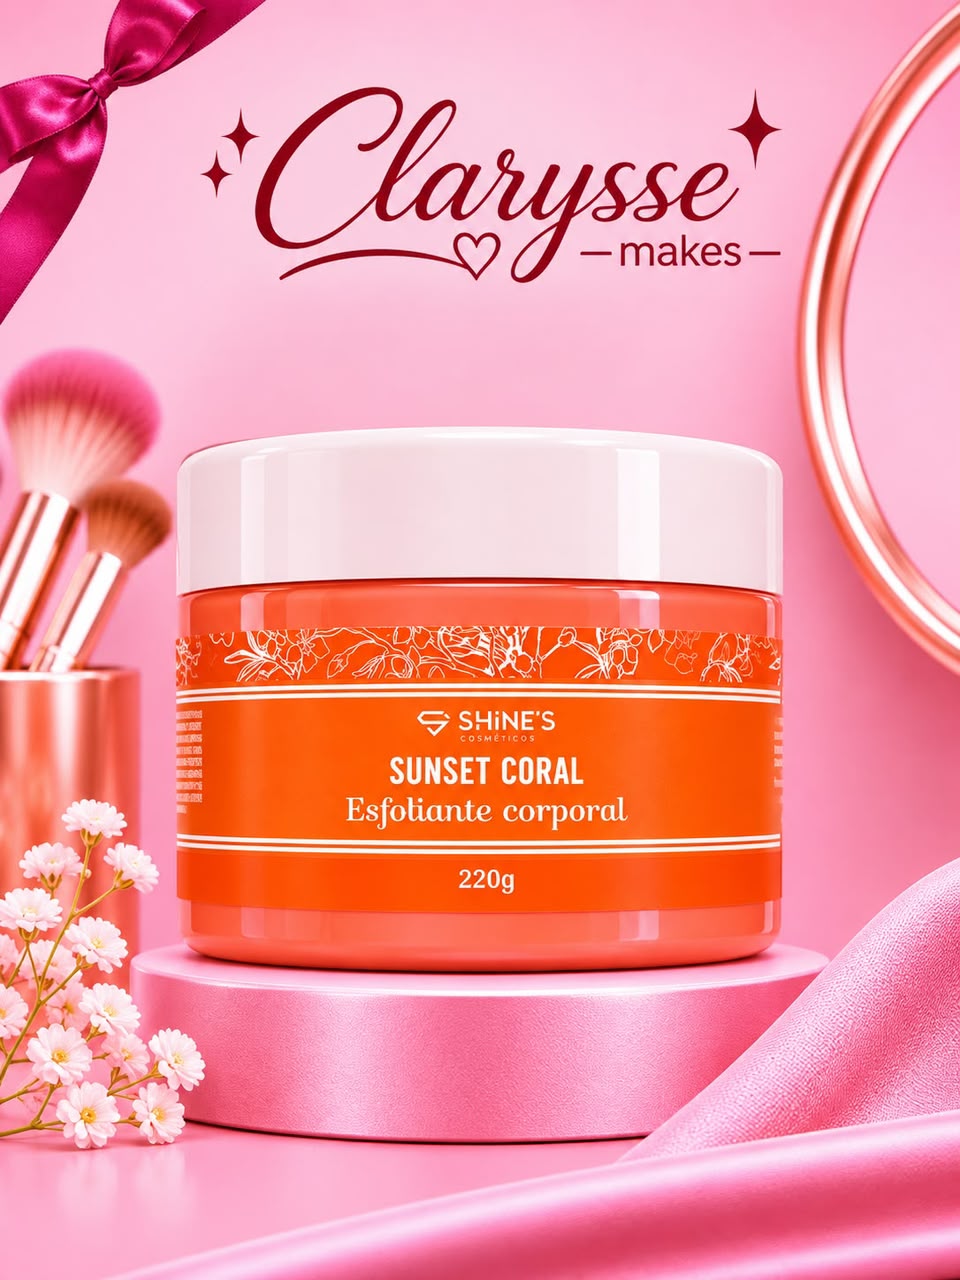 Clarysse
makes
SHiNE'S
COSMÉTICOS
SUNSET CORAL
Esfoliante corporal
220g